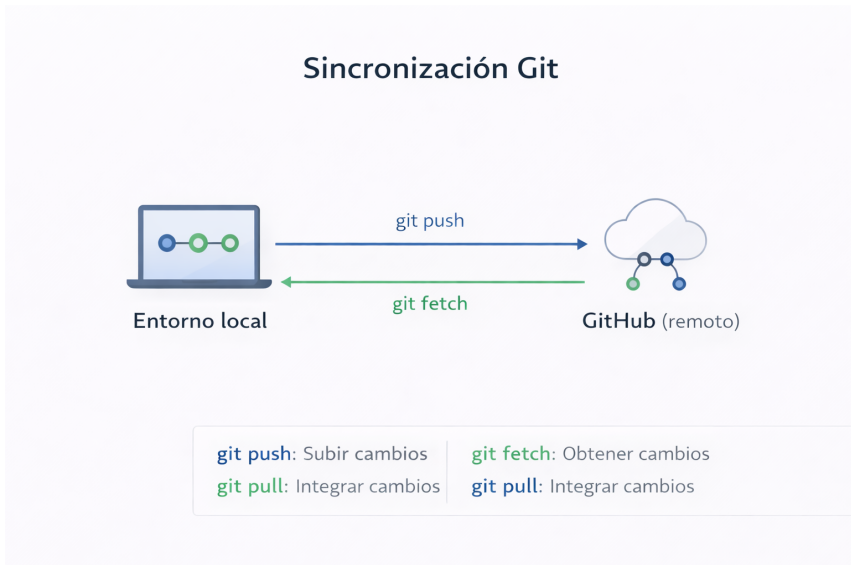 Sincronización Git
git push
git fetch
Entorno local
GitHub (remoto)
git push: Subir cambios
git fetch: Obtener cambios
git pull: Integrar cambios
git pull: Integrar cambios